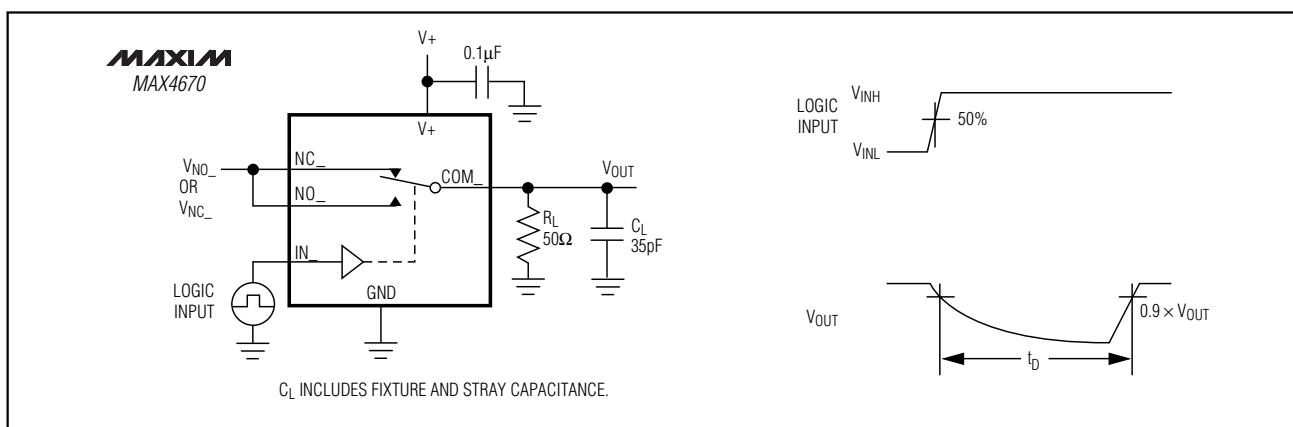 MAXIM
MAX4670
V+
0.1µF
V+
NC_
NO_
COM_
IN_
GND
V_NO_
OR
V_NC_
LOGIC
INPUT
V_OUT
R_L
50Ω
C_L
35pF
C_L INCLUDES FIXTURE AND STRAY CAPACITANCE.
LOGIC
INPUT
V_INH
V_INL
50%
V_OUT
0.9 × V_OUT
t_D